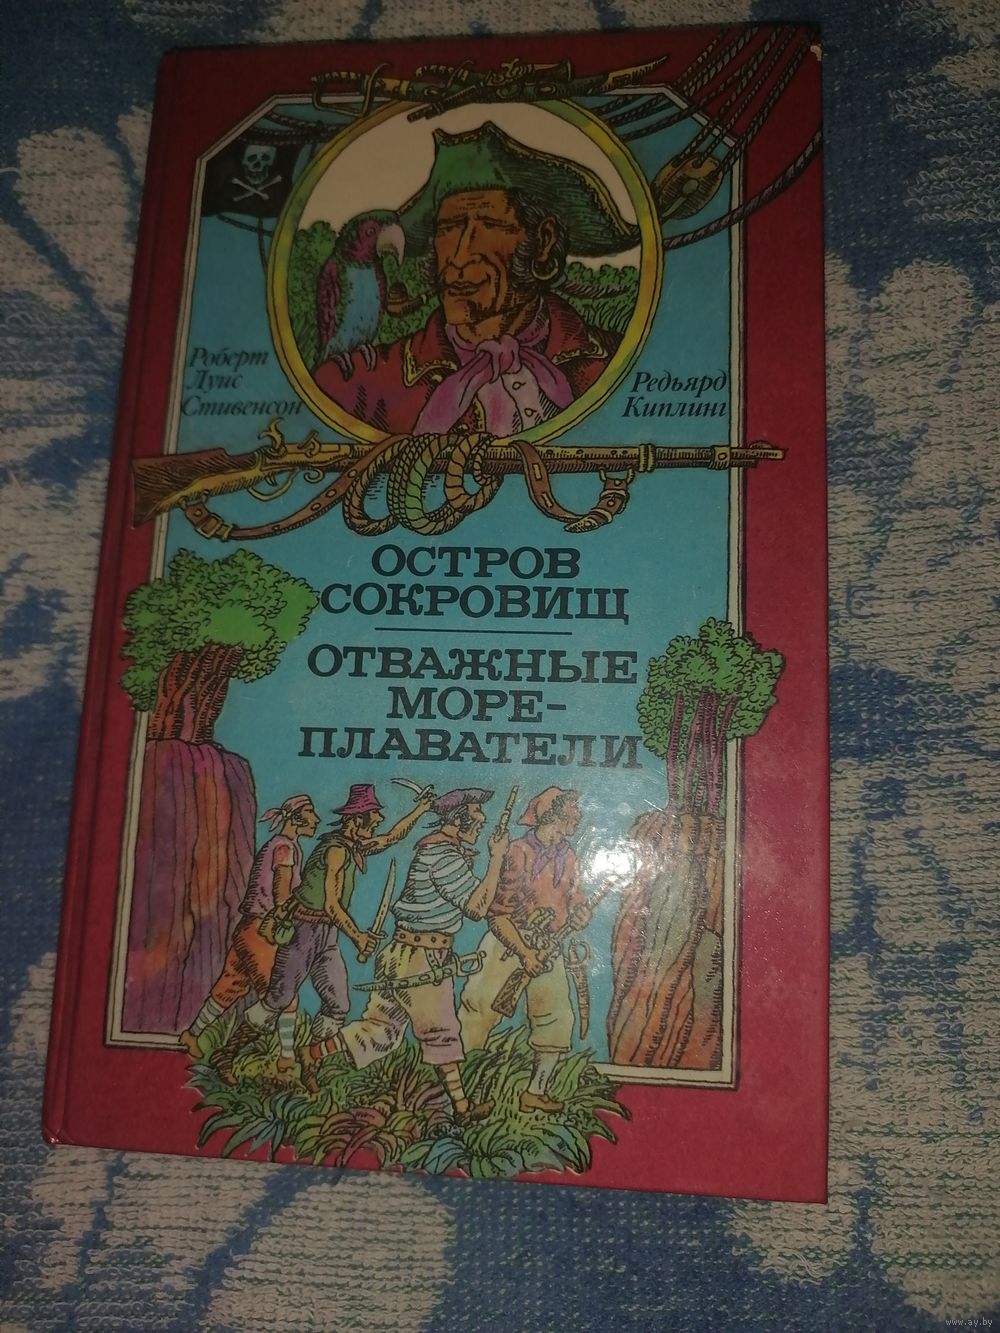 Роберт
Луис
Стивенсон
Редьярд
Киплинг
ОСТРОВ
СОКРОВИЩ
ОТВАЖНЫЕ
МОРЕ-
ПЛАВАТЕЛИ
www.ay.by